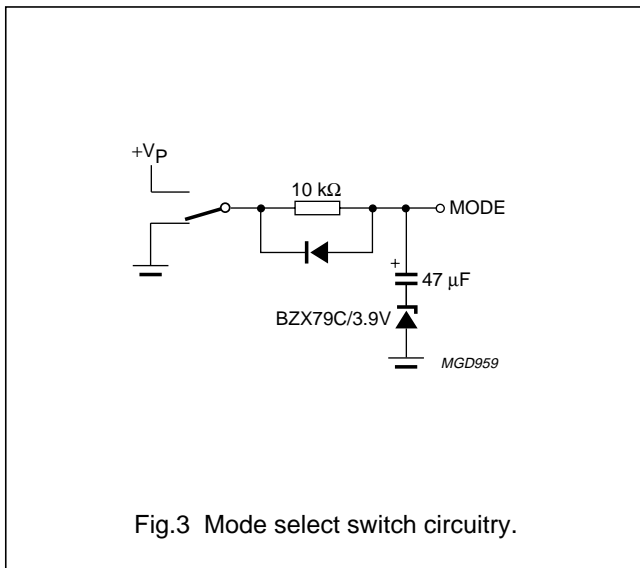 +VP
10 kΩ
MODE
+
47 μF
BZX79C/3.9V
MGD959
Fig.3 Mode select switch circuitry.